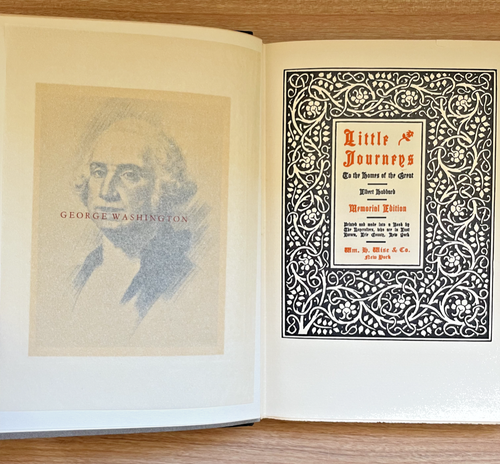 GEORGE WASHINGTON
Little
Journeys
To the Homes of the Great
Elbert Hubbard
Memorial Edition
Printed and made into a Book by
The Roycrofters, who are in East
Aurora, Erie County, New York
Wm. H. Wise & Co.
New York